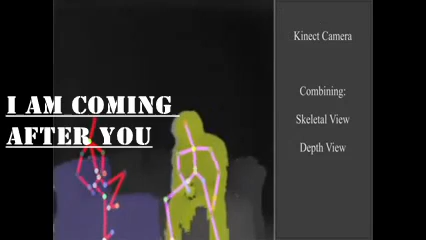 I AM COMING
AFTER YOU
Kinect Camera
Combining:
Skeletal View
Depth View